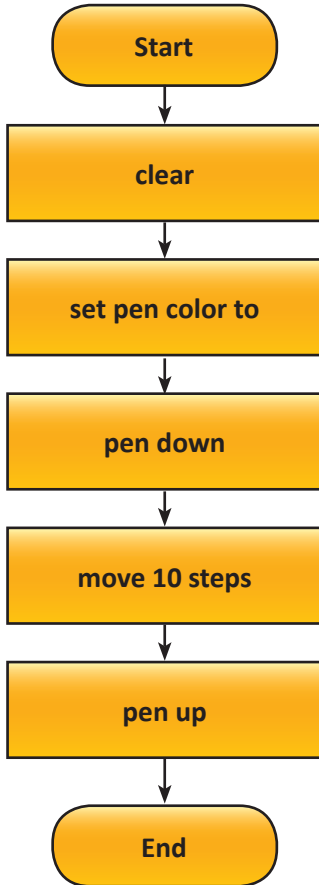 Start
clear
set pen color to
pen down
move 10 steps
pen up
End